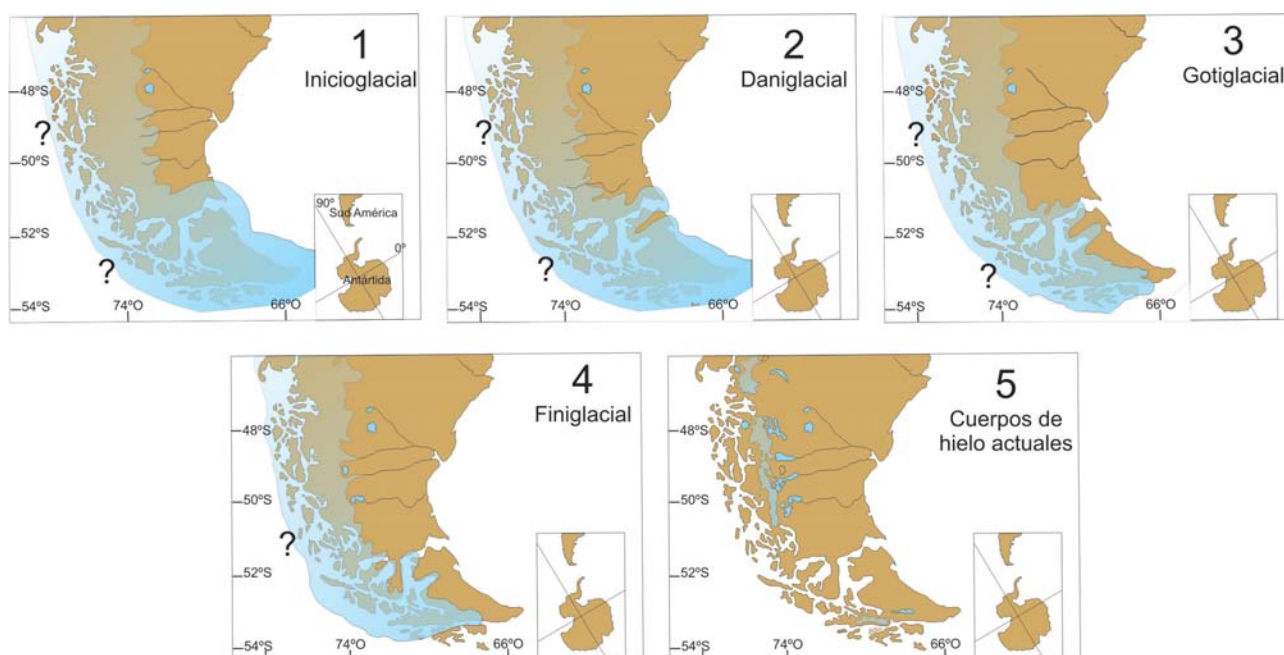 1
Inicioglacial
48ºS
?
50ºS
52ºS
?
54ºS
74ºO
66ºO
90º
Sud América
0º
Antártida
2
Daniglacial
48ºS
?
50ºS
52ºS
?
54ºS
74ºO
66ºO
3
Gotiglacial
48ºS
?
50ºS
52ºS
?
54ºS
74ºO
66ºO
4
Finiglacial
48ºS
50ºS
?
52ºS
54ºS
74ºO
66ºO
5
Cuerpos de
hielo actuales
48ºS
50ºS
52ºS
54ºS
74ºO
66ºO